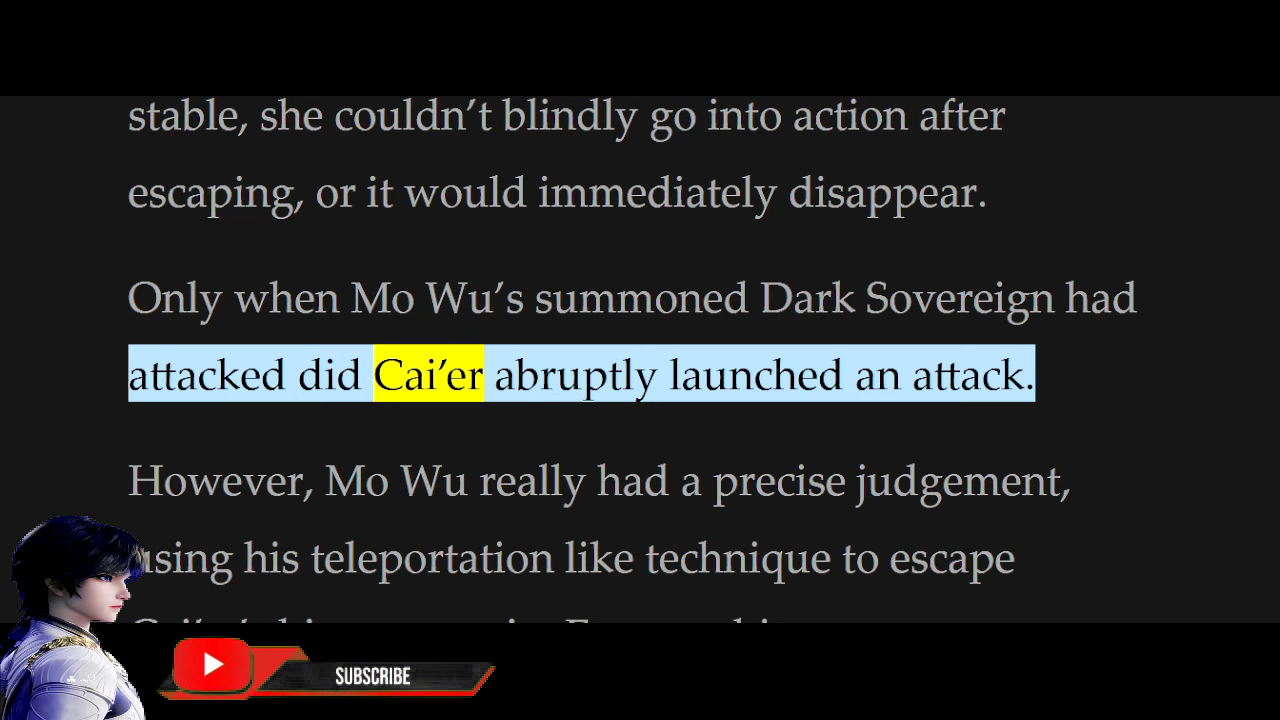 stable, she couldn’t blindly go into action after
escaping, or it would immediately disappear.
Only when Mo Wu’s summoned Dark Sovereign had
attacked did Cai’er abruptly launched an attack.
However, Mo Wu really had a precise judgement,
using his teleportation like technique to escape
SUBSCRIBE